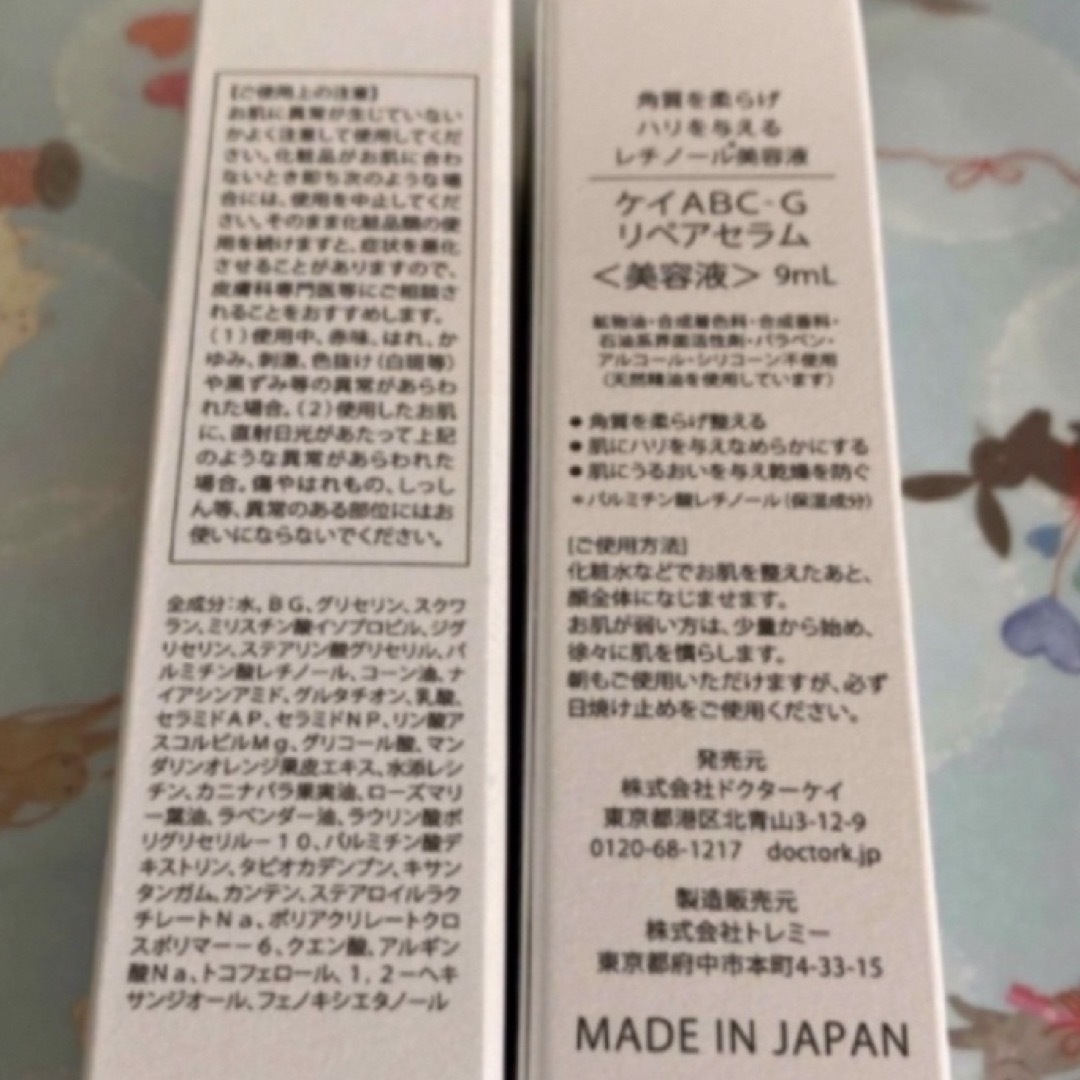 【ご使用上の注意】
お肌に異常が生じていない
かよく注意して使用してくだ
さい。化粧品がお肌に合わ
ないとき即ち次のような場
合には、使用を中止してくだ
さい。そのまま化粧品類の使
用を続けますと、症状を悪化
させることがありますので、
皮膚科専門医等にご相談さ
れることをおすすめします。
(1)使用中、赤味、はれ、か
ゆみ、刺激、色抜け(白斑等)
や黒ずみ等の異常があらわ
れた場合。(2)使用したお肌
に、直射日光があたって上記
のような異常があらわれた
場合。傷やはれもの、しっし
ん等、異常のある部位にはお
使いにならないでください。
全成分:水、BG、グリセリン、スクワ
ラン、ミリスチン酸イソプロピル、ジグ
リセリン、ステアリン酸グリセリル、パ
ルミチン酸レチノール、コーン油、ナ
イアシンアミド、グルタチオン、乳酸、
セラミドAP、セラミドNP、リン酸ア
スコルビルMg、グリコール酸、マン
ダリンオレンジ果皮エキス、水添レシ
チン、カニナバラ果実油、ローズマリ
ー葉油、ラベンダー油、ラウリン酸ポ
リグリセリル−10、パルミチン酸デ
キストリン、タピオカデンプン、キサン
タンガム、カンテン、ステアロイルラク
チレートNa、ポリアクリレートクロ
スポリマー−6、クエン酸、アルギン
酸Na、トコフェロール、1,2−ヘキ
サンジオール、フェノキシエタノール
角質を柔らげ
ハリを与える
レチノール*美容液
ケイABC-G
リペアセラム
<美容液> 9mL
鉱物油・合成着色料・合成香料・
石油系界面活性剤・パラベン・
アルコール・シリコーン不使用
(天然精油を使用しています)
● 角質を柔らげ整える
● 肌にハリを与えなめらかにする
● 肌にうるおいを与え乾燥を防ぐ
*パルミチン酸レチノール(保湿成分)
[ご使用方法]
化粧水などでお肌を整えたあと、
顔全体になじませます。
お肌が弱い方は、少量から始め、
徐々に肌を慣らします。
朝もご使用いただけますが、必ず
日焼け止めをご使用ください。
発売元
株式会社ドクターケイ
東京都港区北青山3-12-9
0120-68-1217 doctork.jp
製造販売元
株式会社トレミー
東京都府中市本町4-33-15
MADE IN JAPAN